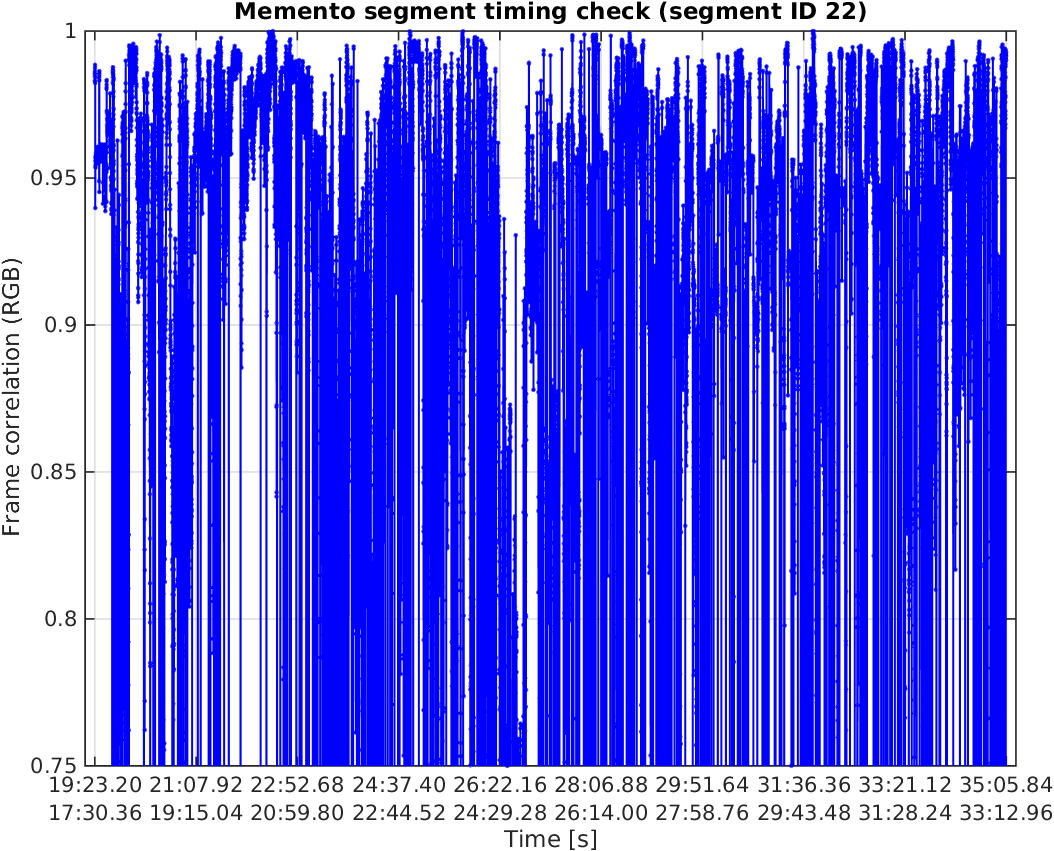 Memento segment timing check (segment ID 22)
1
0.95
0.9
0.85
0.8
0.75
Frame correlation (RGB)
19:23.20 21:07.92 22:52.68 24:37.40 26:22.16 28:06.88 29:51.64 31:36.36 33:21.12 35:05.84
17:30.36 19:15.04 20:59.80 22:44.52 24:29.28 26:14.00 27:58.76 29:43.48 31:28.24 33:12.96
Time [s]